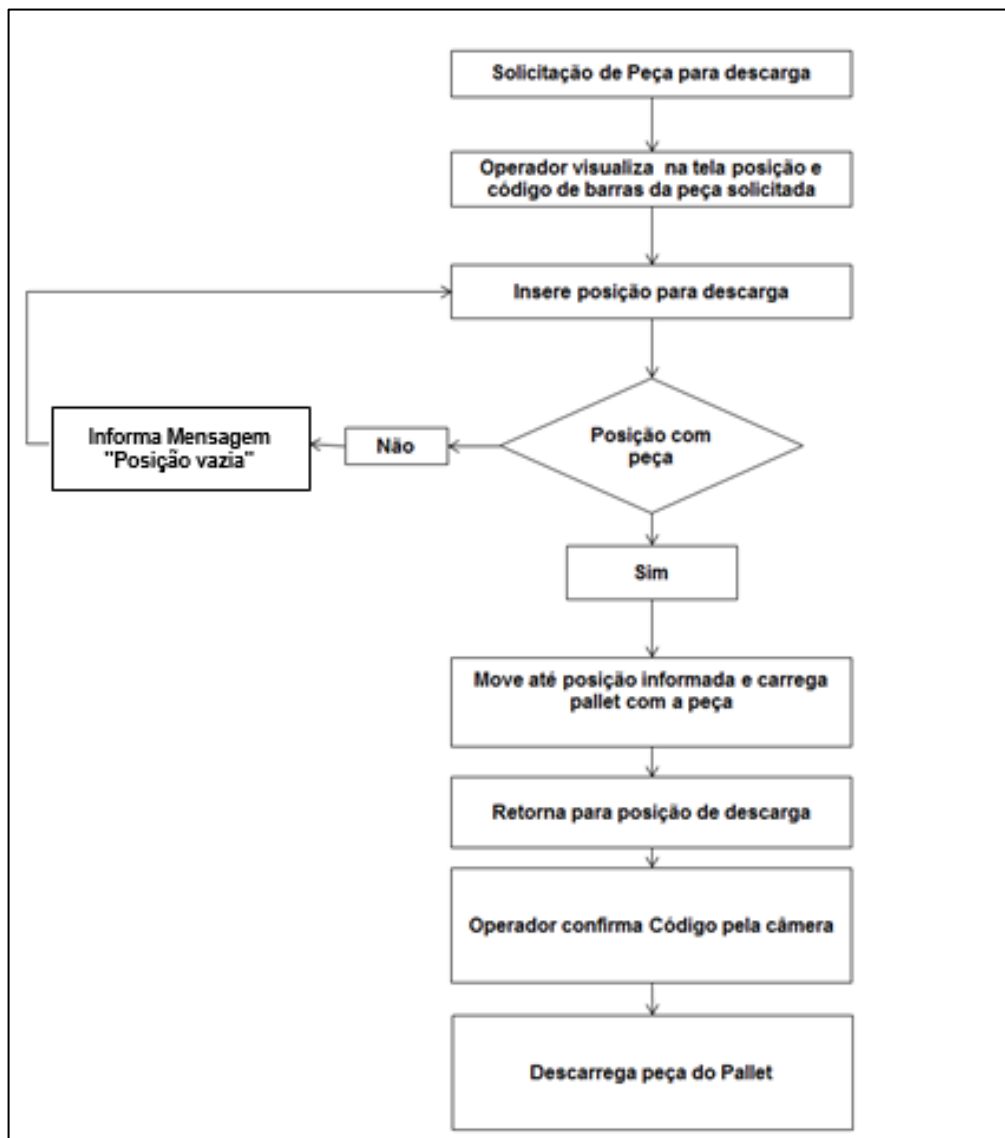 Solicitação de Peça para descarga
Operador visualiza na tela posição e
código de barras da peça solicitada
Insere posição para descarga
Posição com
peça
Não
Informa Mensagem
"Posição vazia"
Sim
Move até posição informada e carrega
pallet com a peça
Retorna para posição de descarga
Operador confirma Código pela câmera
Descarrega peça do Pallet